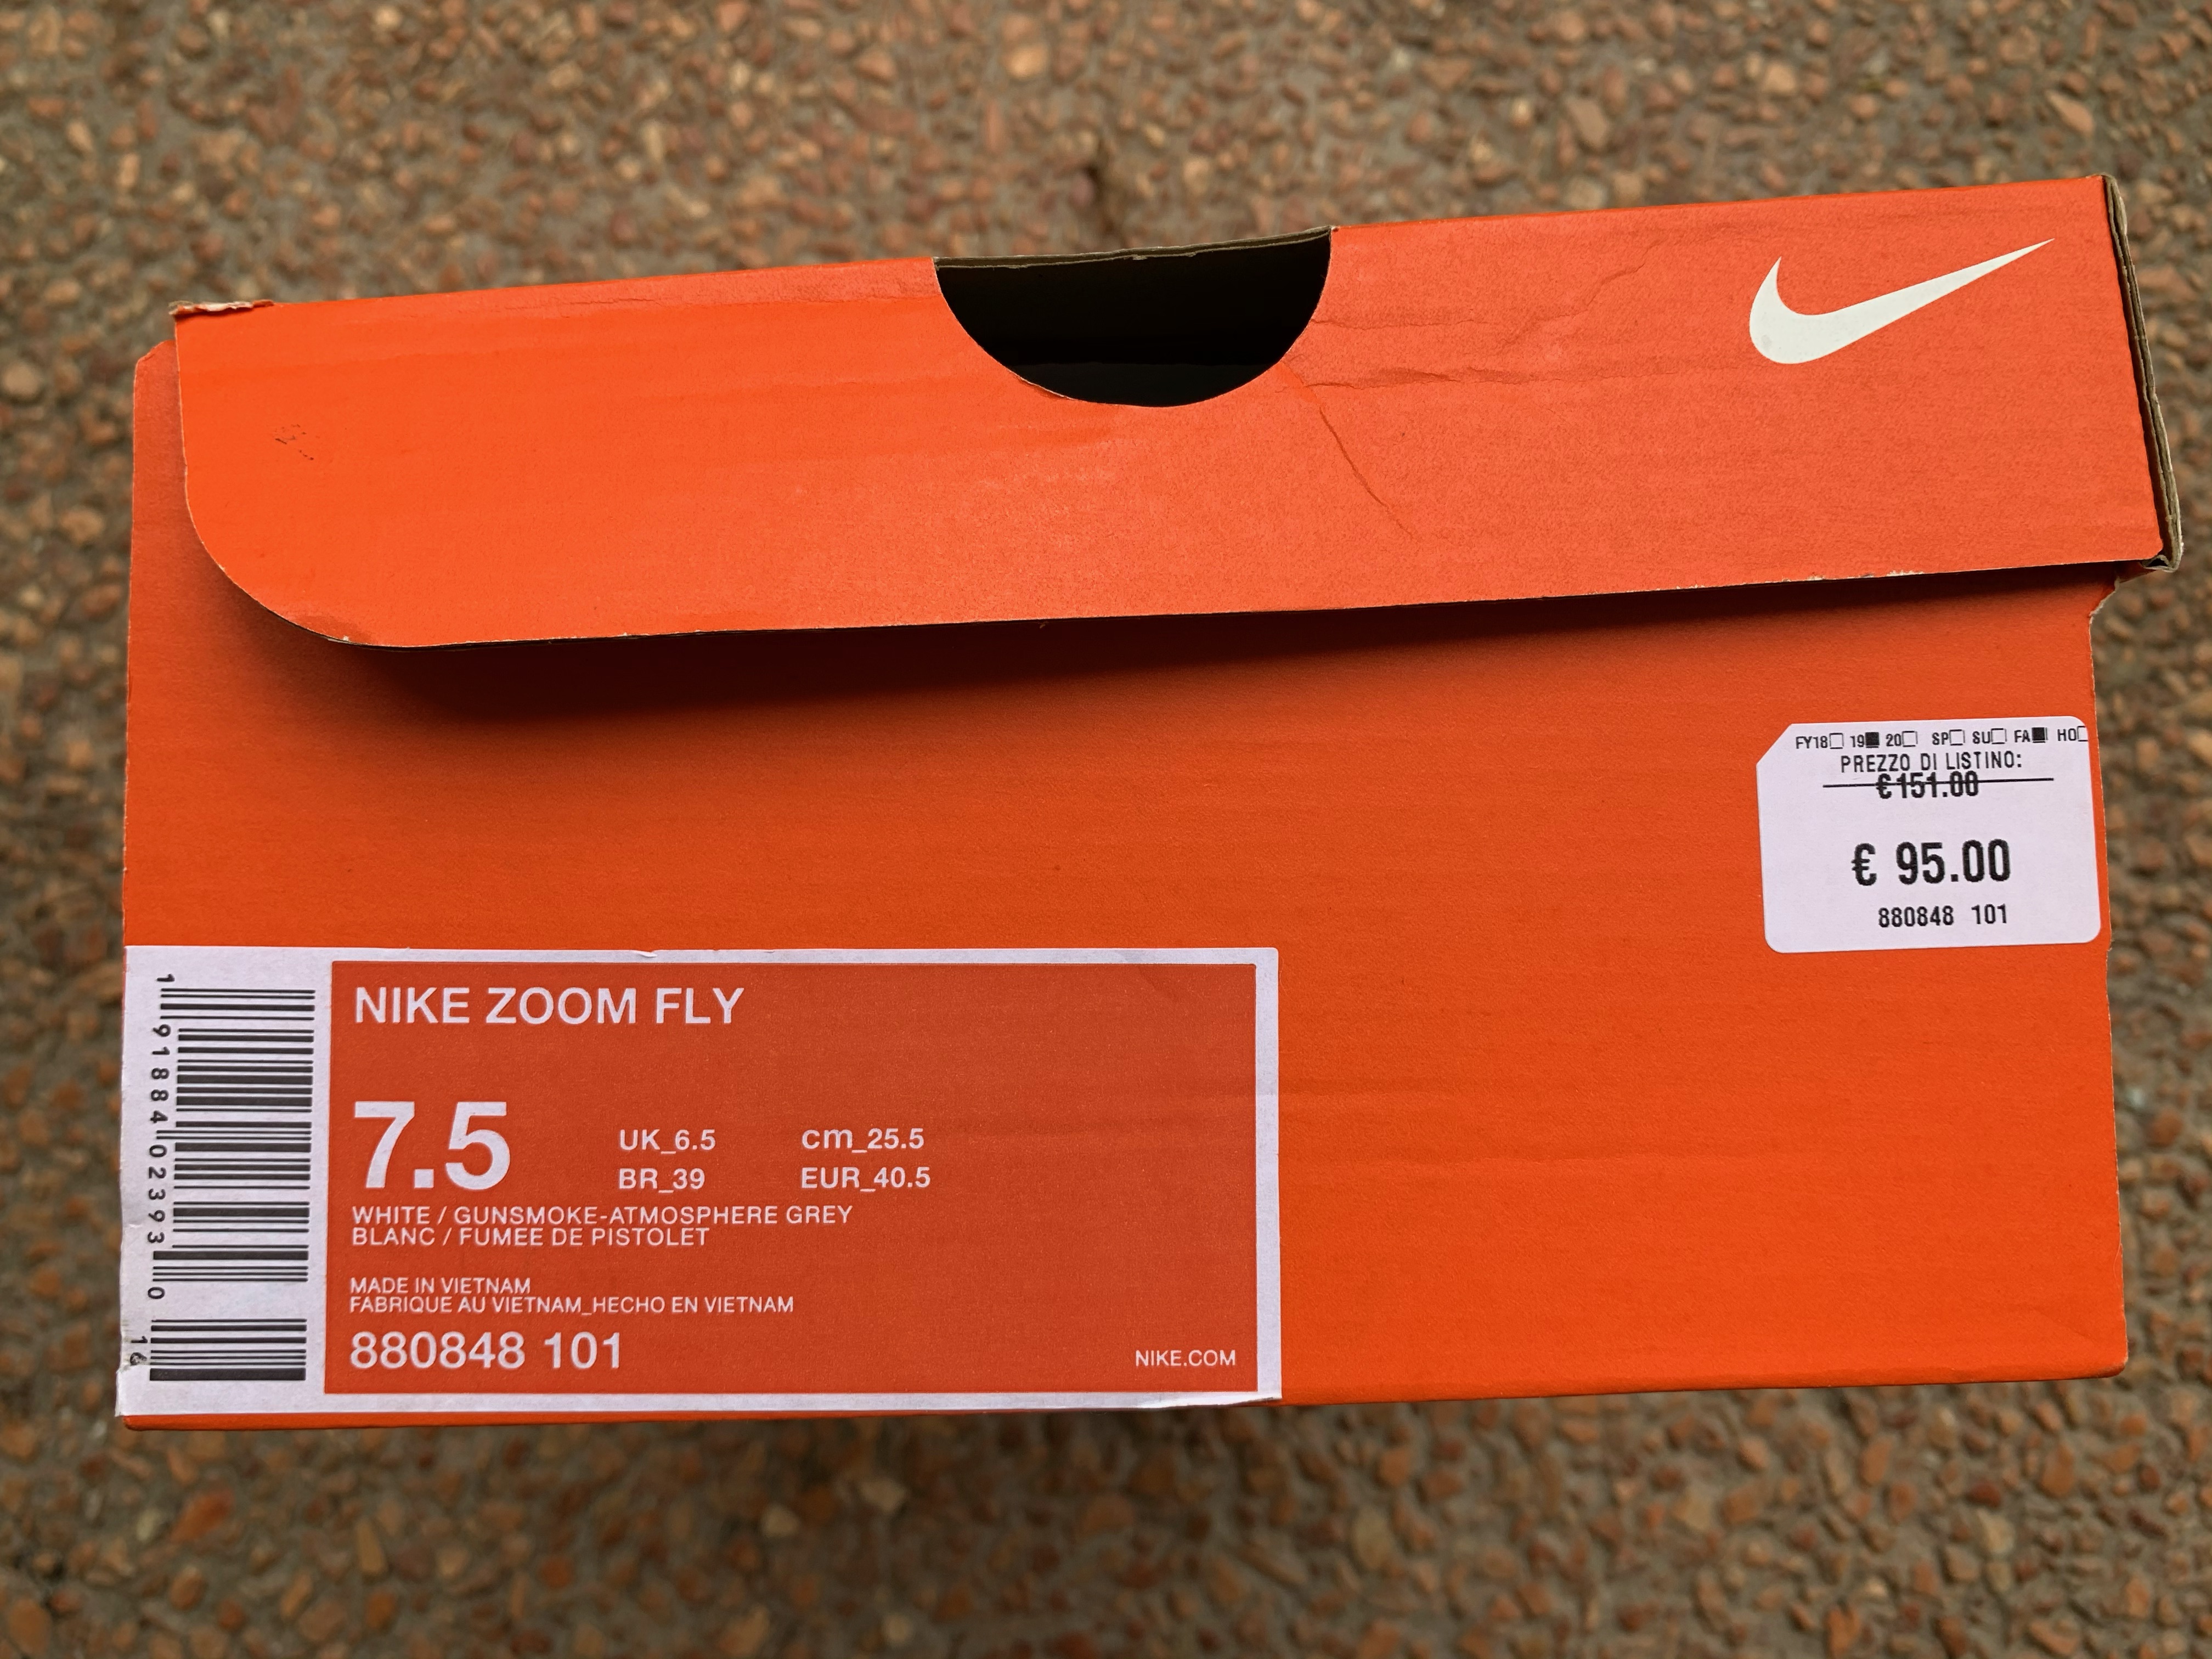 FY18□ 19■ 20□ SP□ SU□ FA■ HO□
PREZZO DI LISTINO:
€151.00
€ 95.00
880848 101
NIKE ZOOM FLY
7.5
UK_6.5 cm_25.5
BR_39 EUR_40.5
WHITE / GUNSMOKE-ATMOSPHERE GREY
BLANC / FUMEE DE PISTOLET
MADE IN VIETNAM
FABRIQUE AU VIETNAM_HECHO EN VIETNAM
880848 101
NIKE.COM
1 91884 02393 0